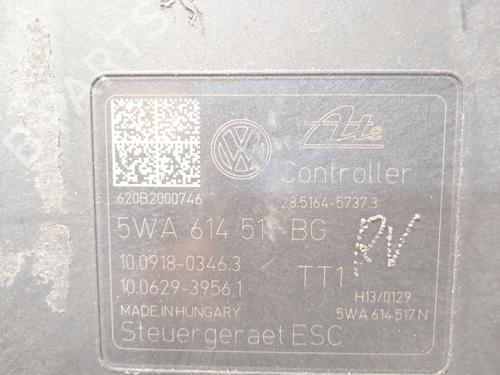 Ate
Controller
620B2000746
28.5164-5737.3
5WA 614 51 BG
10.0918-0346.3
10.0629-3956.1
TT1
H13/0129
MADE IN HUNGARY
5WA 614 517 N
Steuergeraet ESC